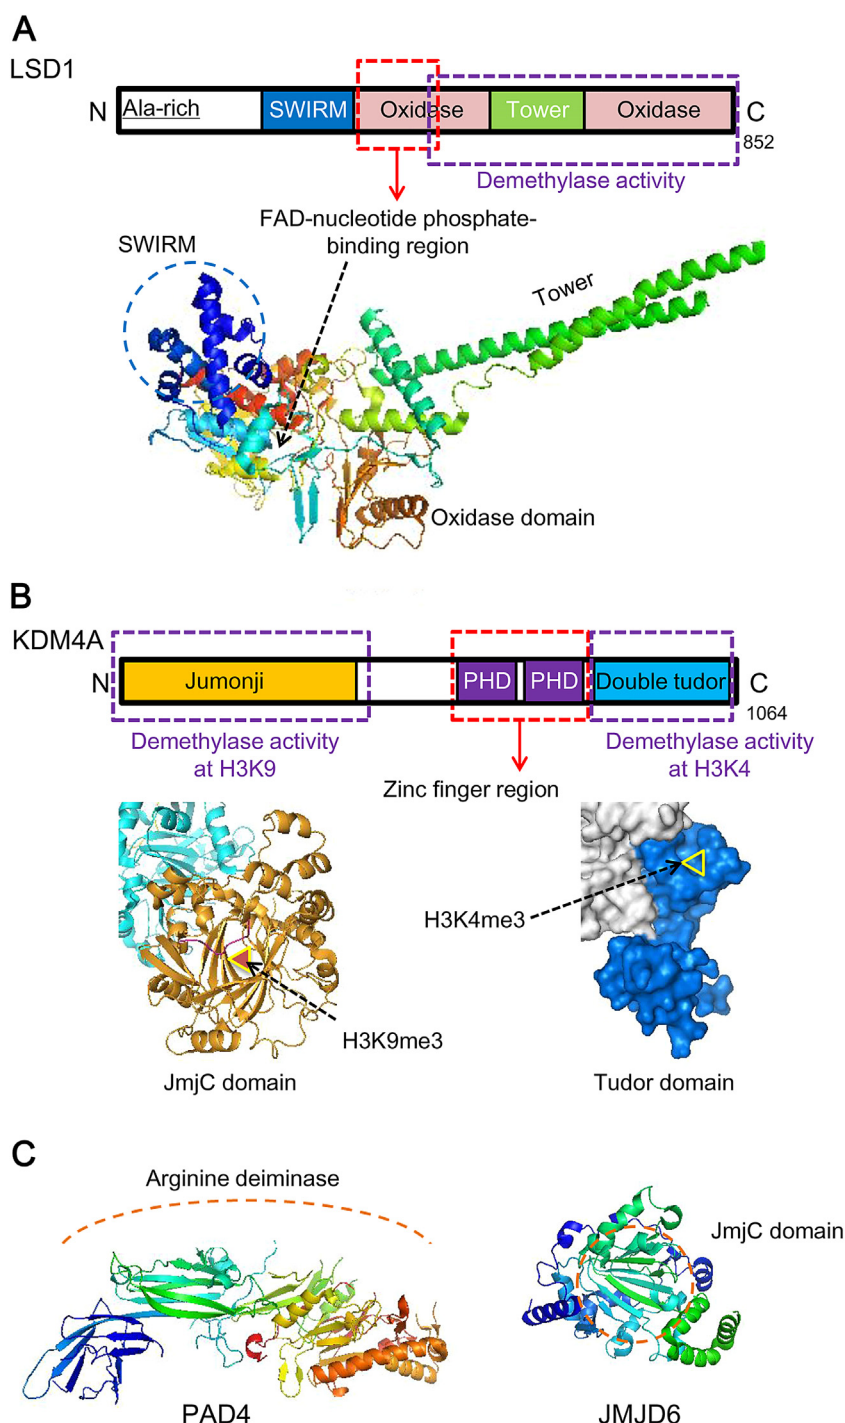 A
LSD1
N
Ala-rich
SWIRM
Oxidase
Tower
Oxidase
C
852
Demethylase activity
FAD-nucleotide phosphate-
binding region
SWIRM
Tower
Oxidase domain
B
KDM4A
N
Jumonji
PHD
PHD
Double tudor
C
1064
Demethylase activity
at H3K9
Demethylase activity
at H3K4
Zinc finger region
H3K4me3
H3K9me3
JmjC domain
Tudor domain
C
Arginine deiminase
JmjC domain
PAD4
JMJD6